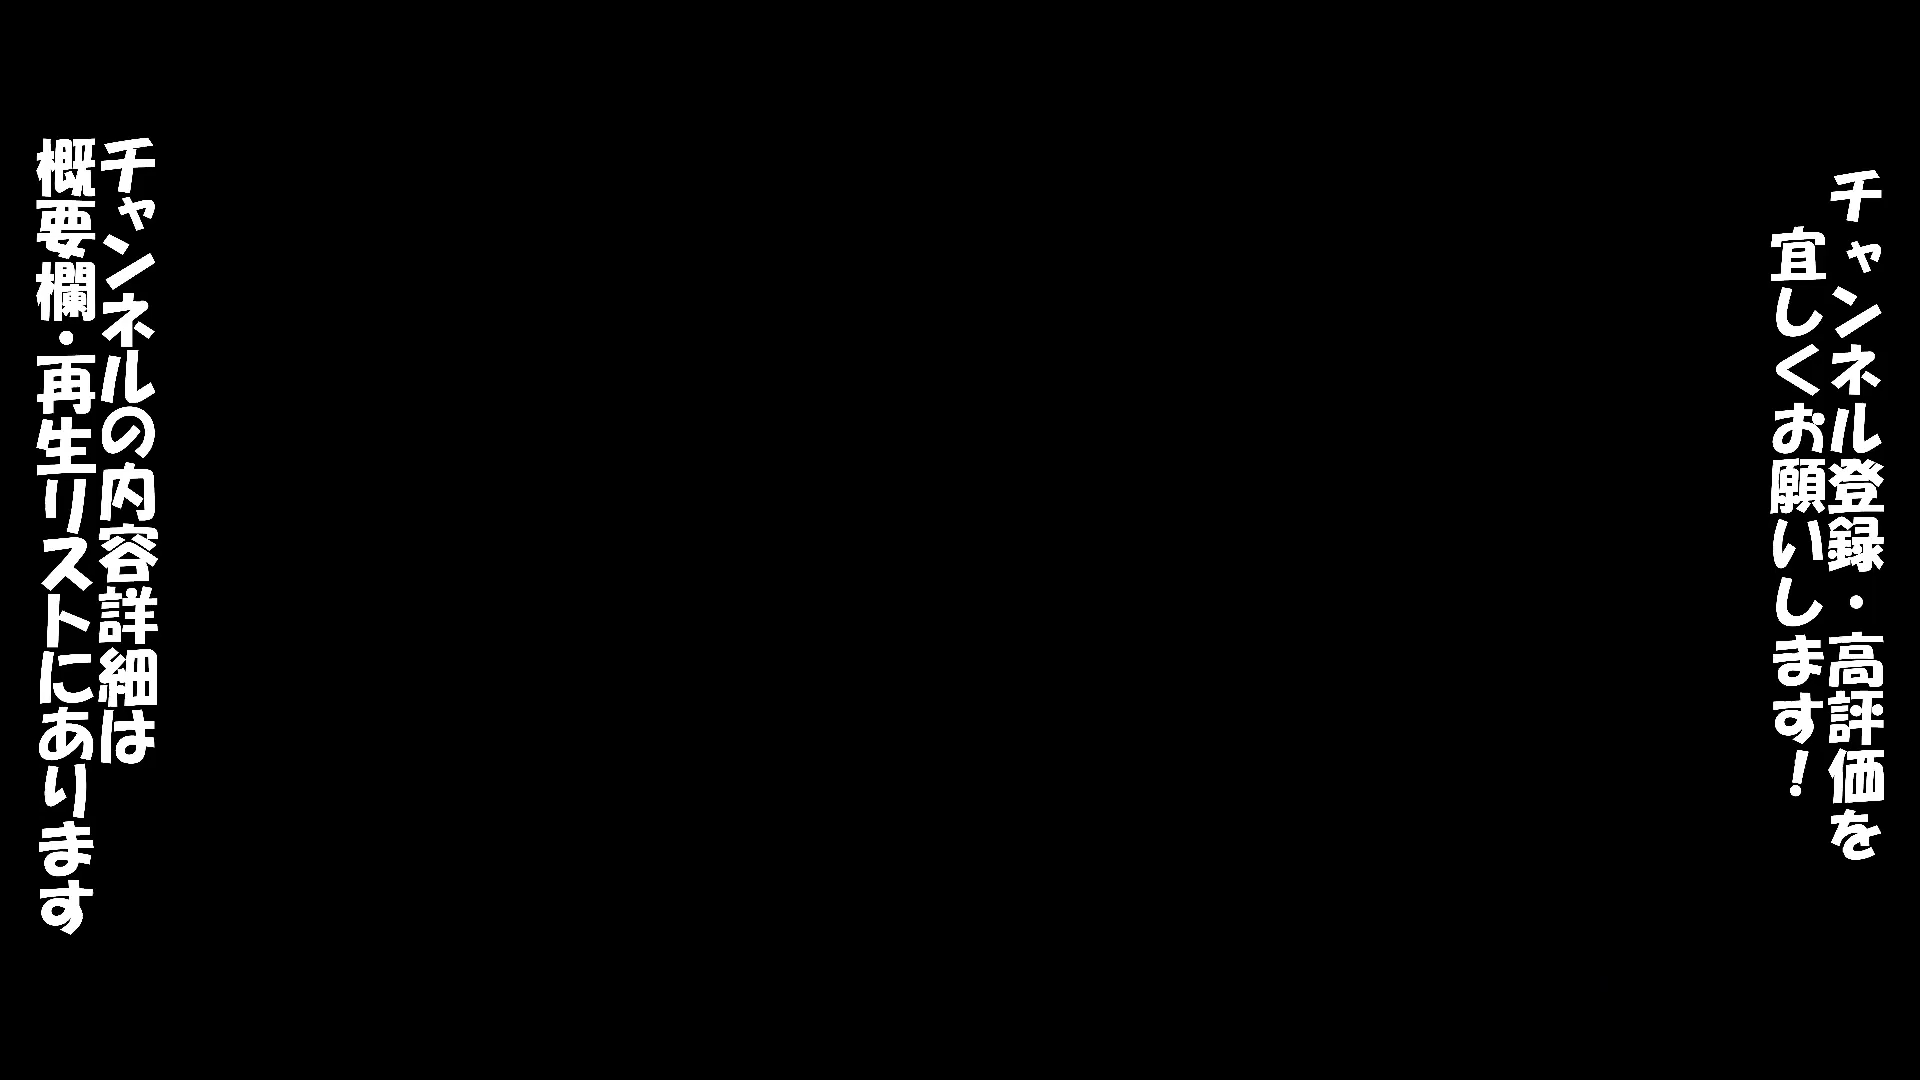 チャンネル登録・高評価を
宜しくお願いします！
チャンネルの内容詳細は
概要欄・再生リストにあります